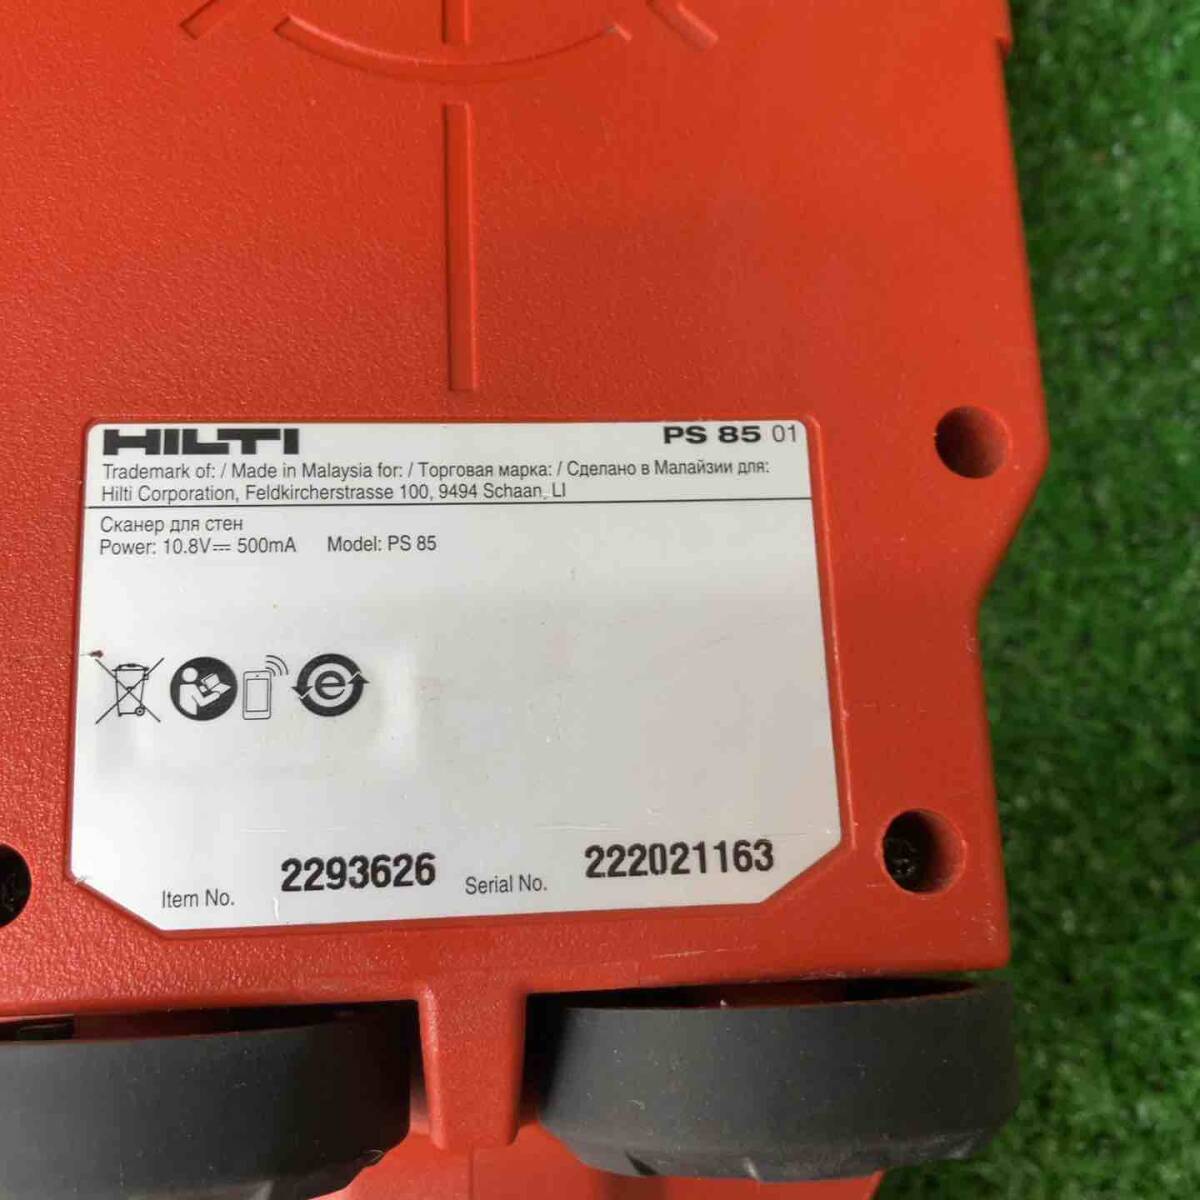 HILTI PS 85 01
Trademark of: / Made in Malaysia for: / Торговая марка: / Сделано в Малайзии для:
Hilti Corporation, Feldkircherstrasse 100, 9494 Schaan, LI
Сканер для стен
Power: 10.8V⎓ 500mA Model: PS 85
e
Item No. 2293626 Serial No. 222021163